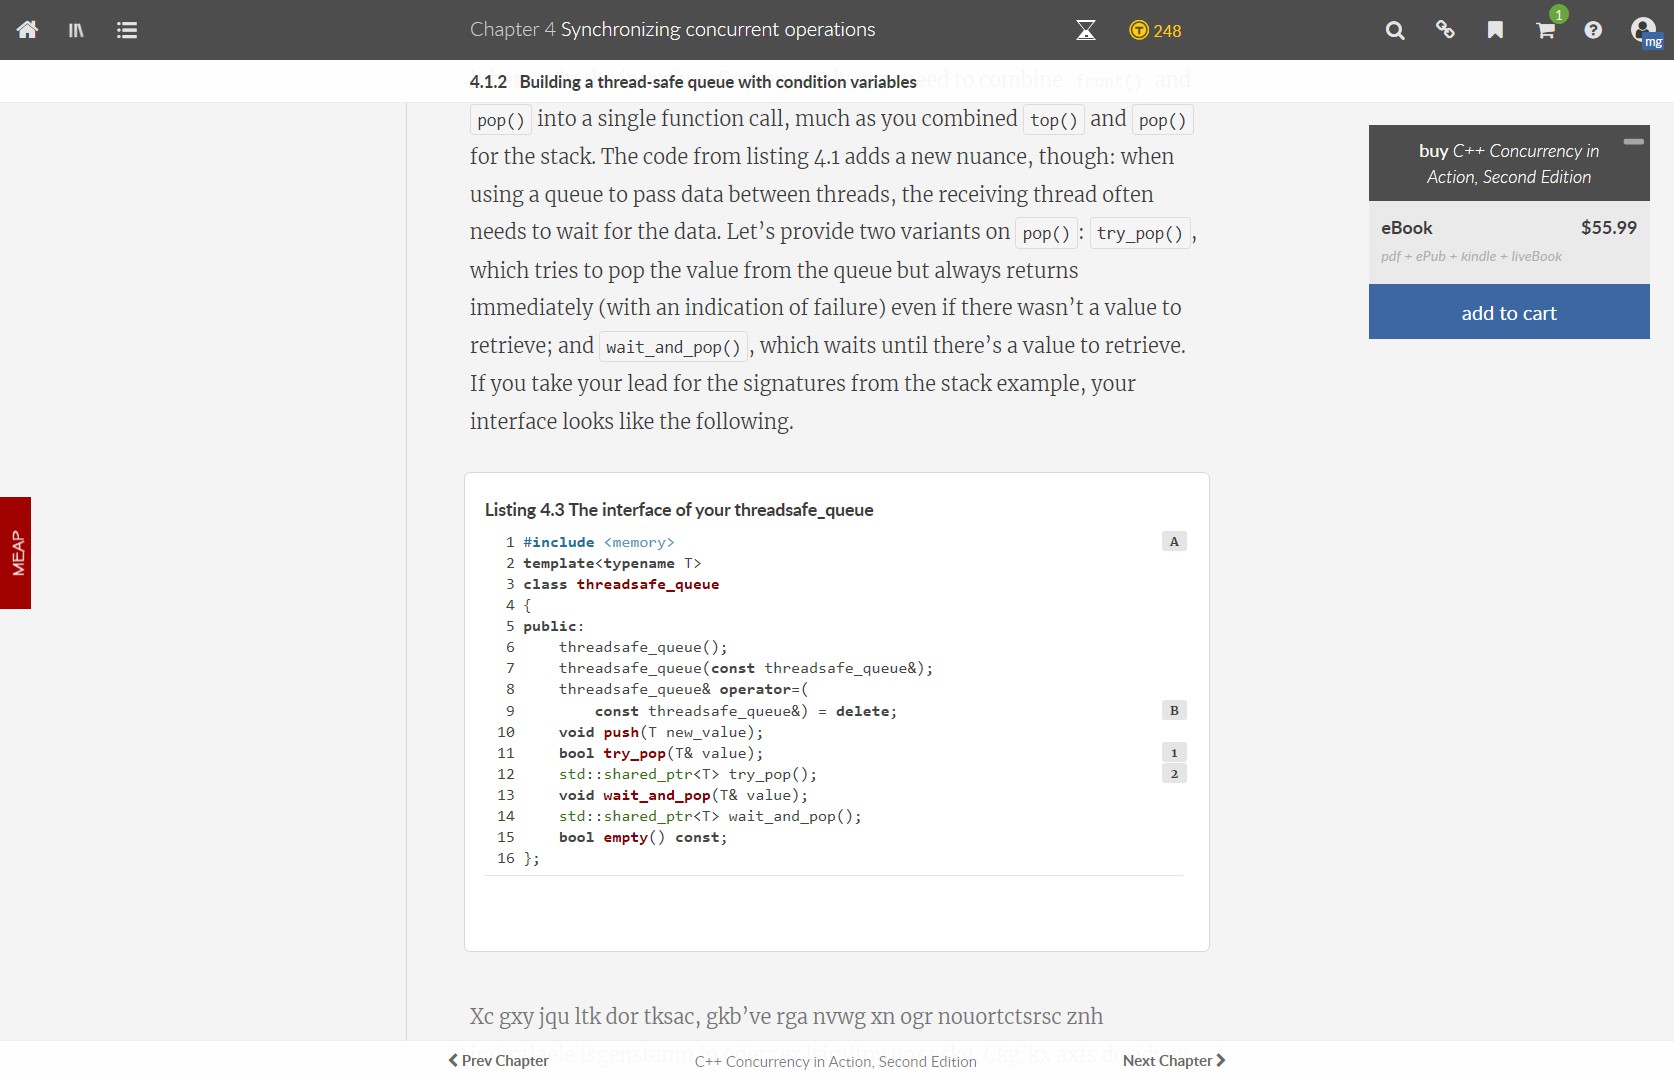 Chapter 4 Synchronizing concurrent operations
248
1
mg
4.1.2 Building a thread-safe queue with condition variables
pop() into a single function call, much as you combined top() and pop()
for the stack. The code from listing 4.1 adds a new nuance, though: when
using a queue to pass data between threads, the receiving thread often
needs to wait for the data. Let's provide two variants on pop() : try_pop() ,
which tries to pop the value from the queue but always returns
immediately (with an indication of failure) even if there wasn't a value to
retrieve; and wait_and_pop() , which waits until there's a value to retrieve.
If you take your lead for the signatures from the stack example, your
interface looks like the following.
Listing 4.3 The interface of your threadsafe_queue
1 #include <memory> A
2 template<typename T>
3 class threadsafe_queue
4 {
5 public:
6 threadsafe_queue();
7 threadsafe_queue(const threadsafe_queue&);
8 threadsafe_queue& operator=(
9 const threadsafe_queue&) = delete; B
10 void push(T new_value);
11 bool try_pop(T& value); 1
12 std::shared_ptr<T> try_pop(); 2
13 void wait_and_pop(T& value);
14 std::shared_ptr<T> wait_and_pop();
15 bool empty() const;
16 };
Xc gxy jqu ltk dor tksac, gkb've rga nvwg xn ogr nouortctsrsc znh
buy C++ Concurrency in
Action, Second Edition
eBook $55.99
pdf + ePub + kindle + liveBook
add to cart
MEAP
Prev Chapter
C++ Concurrency in Action, Second Edition
Next Chapter